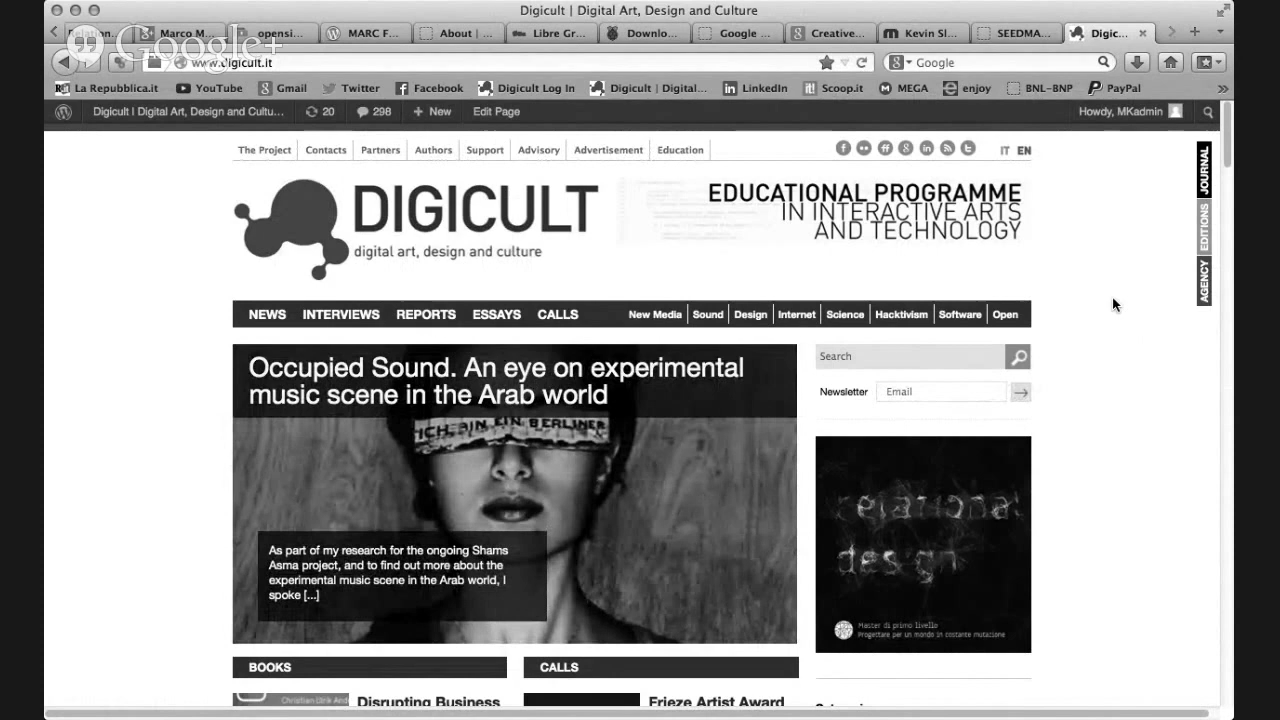 Digicult | Digital Art, Design and Culture
Marco M...
opensi...
MARC F...
About | ...
Libre Gr...
Downlo...
Google ...
Creative...
Kevin Sl...
SEEDMA...
Digic...
Google+
www.digicult.it
Google
La Repubblica.it
YouTube
Gmail
Twitter
Facebook
Digicult Log In
Digicult | Digital...
LinkedIn
Scoop.it
MEGA
enjoy
BNL-BNP
PayPal
Digicult | Digital Art, Design and Cultu...
20
298
+ New
Edit Page
Howdy, MKadmin
The Project
Contacts
Partners
Authors
Support
Advisory
Advertisement
Education
IT EN
JOURNAL
EDITIONS
AGENCY
DIGICULT
digital art, design and culture
EDUCATIONAL PROGRAMME
IN INTERACTIVE ARTS
AND TECHNOLOGY
NEWS
INTERVIEWS
REPORTS
ESSAYS
CALLS
New Media
Sound
Design
Internet
Science
Hacktivism
Software
Open
Occupied Sound. An eye on experimental
music scene in the Arab world
ICH BIN EIN BERLINER
As part of my research for the ongoing Shams
Asma project, and to find out more about the
experimental music scene in the Arab world, I
spoke [...]
Search
Newsletter
Email
relational
design
Master di primo livello
Progettare per un mondo in costante mutazione
BOOKS
CALLS
Disrupting Business
Frieze Artist Award